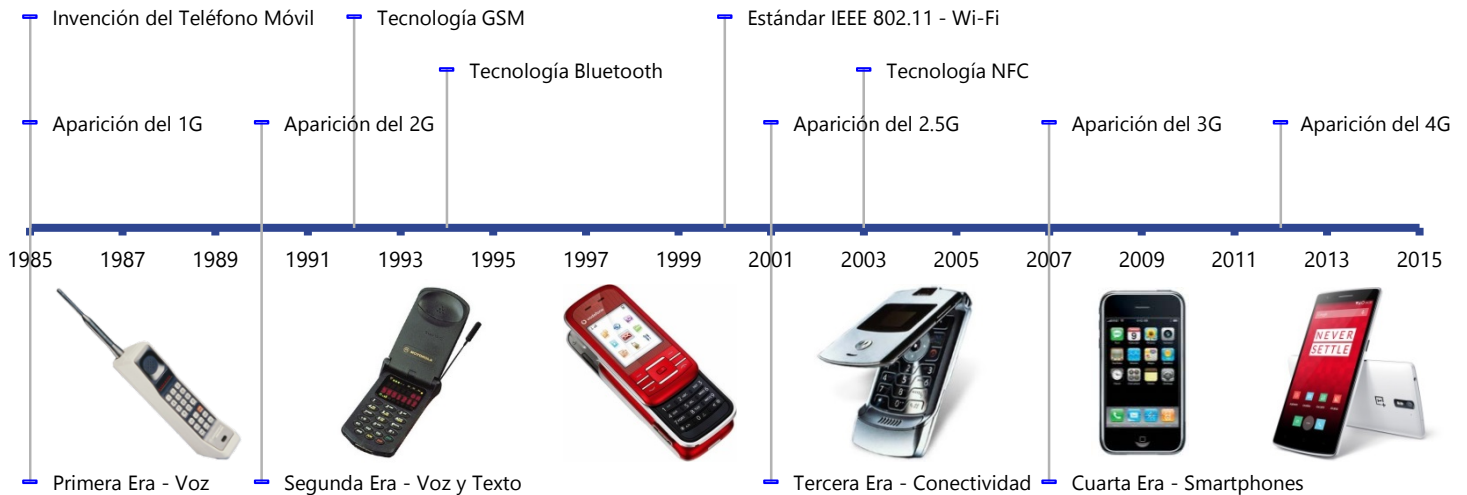 Invención del Teléfono Móvil
Tecnología GSM
Estándar IEEE 802.11 - Wi-Fi
Tecnología Bluetooth
Tecnología NFC
Aparición del 1G
Aparición del 2G
Aparición del 2.5G
Aparición del 3G
Aparición del 4G
1985 1987 1989 1991 1993 1995 1997 1999 2001 2003 2005 2007 2009 2011 2013 2015
MOTOROLA
NEVER
SETTLE
Primera Era - Voz
Segunda Era - Voz y Texto
Tercera Era - Conectividad
Cuarta Era - Smartphones